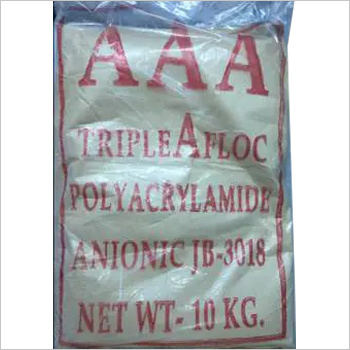 AAA
TRIPLE A FLOC
POLYACRYLAMIDE
ANIONIC JB-3018
NET WT- 10 KG.